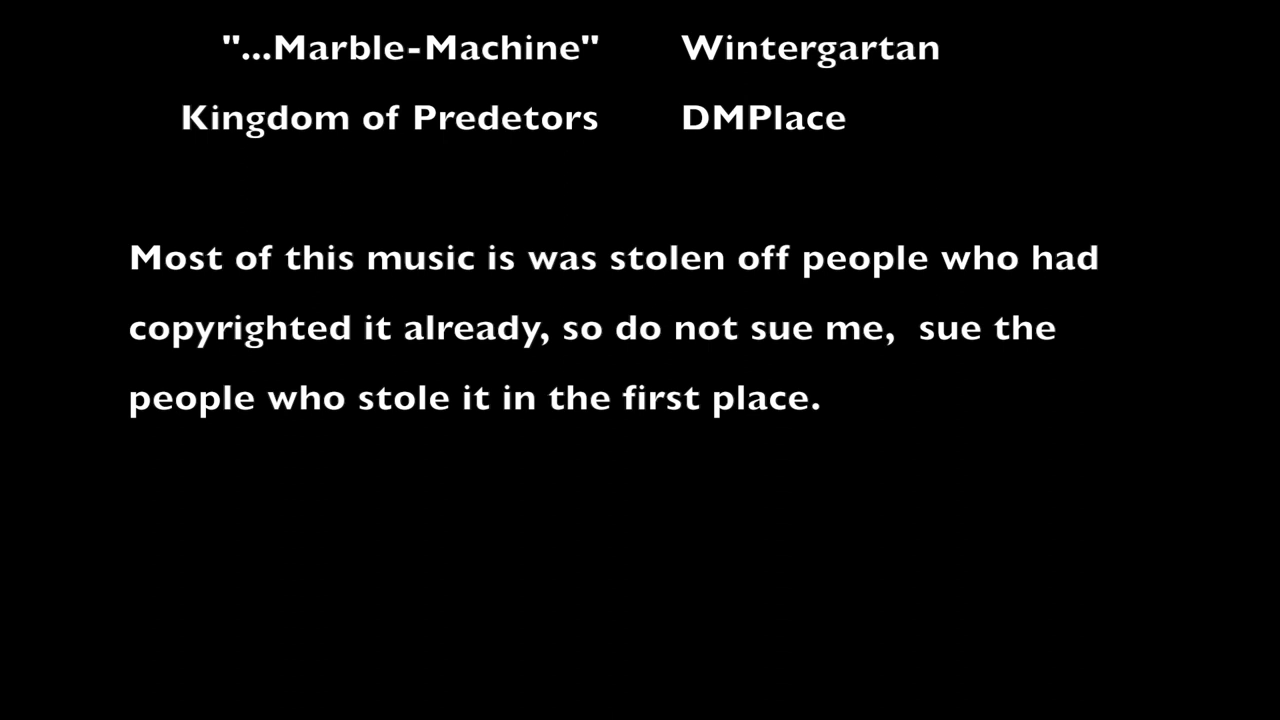 "...Marble-Machine" Wintergartan
Kingdom of Predetors DMPlace
Most of this music is was stolen off people who had
copyrighted it already, so do not sue me,  sue the
people who stole it in the first place.